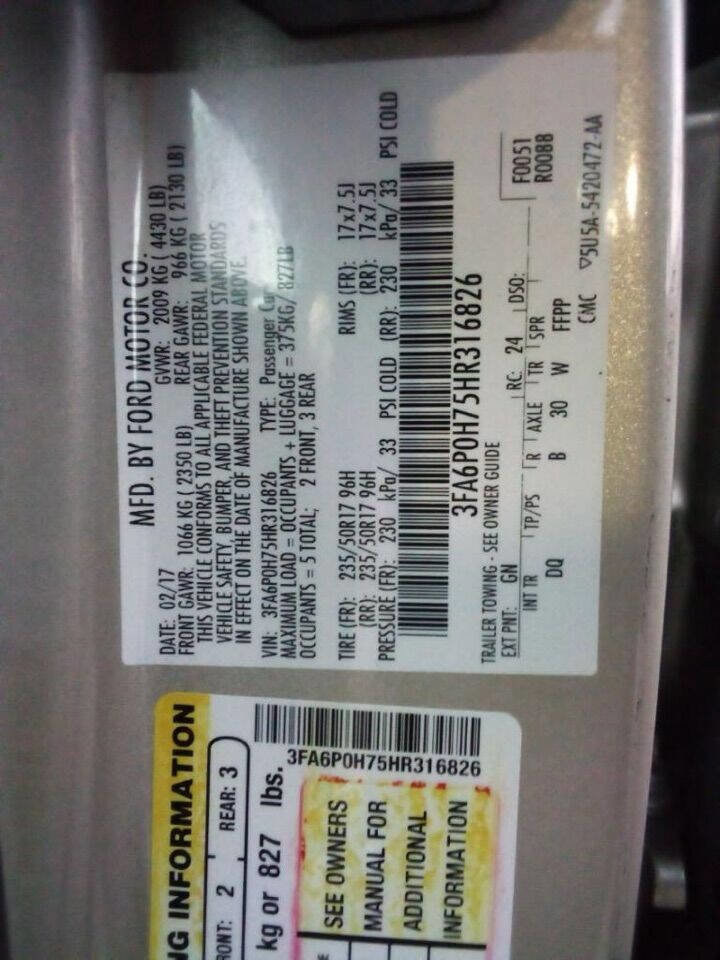 MFD. BY FORD MOTOR CO.
DATE: 02/17 GVWR: 2009 KG ( 4430 LB)
FRONT GAWR: 1066 KG ( 2350 LB) REAR GAWR: 966 KG ( 2130 LB)
THIS VEHICLE CONFORMS TO ALL APPLICABLE FEDERAL MOTOR
VEHICLE SAFETY, BUMPER, AND THEFT PREVENTION STANDARDS
IN EFFECT ON THE DATE OF MANUFACTURE SHOWN ABOVE.
VIN: 3FA6P0H75HR316826 TYPE: Passenger Car
MAXIMUM LOAD = OCCUPANTS + LUGGAGE = 375KG/ 827LB
OCCUPANTS = 5 TOTAL; 2 FRONT, 3 REAR
TIRE (FR): 235/50R17 96H RIMS (FR): 17x7.5J
(RR): 235/50R17 96H (RR): 17x7.5J
PRESSURE (FR): 230 kPa/ 33 PSI COLD (RR): 230 kPa/ 33 PSI COLD
3FA6P0H75HR316826
TRAILER TOWING - SEE OWNER GUIDE
EXT PNT: GN RC: 24 DSO: F0051
R0088
INT TR TP/PS R AXLE TR SPR
DQ B 30 W FFPP
CMC ▽5U5A-5420472-AA
NG INFORMATION
RONT: 2 REAR: 3
kg or 827 lbs.
3FA6P0H75HR316826
SEE OWNERS
MANUAL FOR
ADDITIONAL
INFORMATION